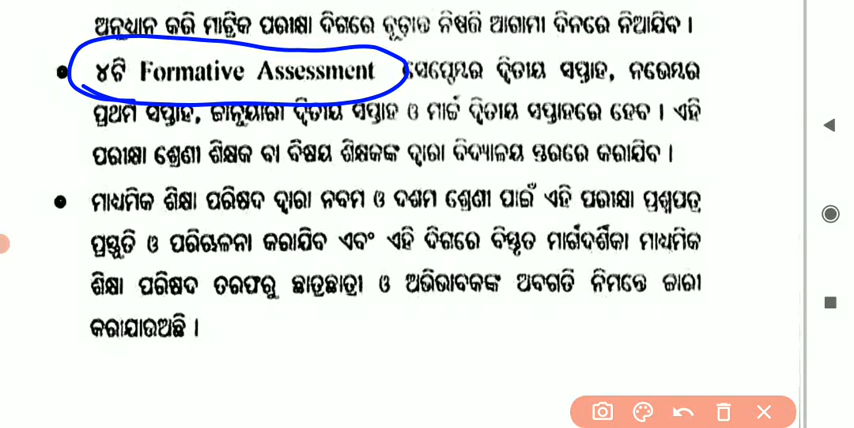 ଅନୁଧ୍ୟାନ କରି ମାଟ୍ରିକ ପରୀକ୍ଷା ଦିଗରେ ଚୂଡ଼ାନ୍ତ ନିଷ୍ପତ୍ତି ଆଗାମୀ ଦିନରେ ନିଆଯିବ ।
• ୪ଟି Formative Assessment ସେପ୍ଟେମ୍ବର ଦ୍ୱିତୀୟ ସପ୍ତାହ, ନଭେମ୍ବର
ପ୍ରଥମ ସପ୍ତାହ, ଜାନୁୟାରୀ ଦ୍ୱିତୀୟ ସପ୍ତାହ ଓ ମାର୍ଚ୍ଚ ଦ୍ୱିତୀୟ ସପ୍ତାହରେ ହେବ । ଏହି
ପରୀକ୍ଷା ଶ୍ରେଣୀ ଶିକ୍ଷକ ବା ବିଷୟ ଶିକ୍ଷକଙ୍କ ଦ୍ୱାରା ବିଦ୍ୟାଳୟ ସ୍ତରରେ କରାଯିବ ।
• ମାଧ୍ୟମିକ ଶିକ୍ଷା ପରିଷଦ ଦ୍ୱାରା ନବମ ଓ ଦଶମ ଶ୍ରେଣୀ ପାଇଁ ଏହି ପରୀକ୍ଷା ପ୍ରଶ୍ନପତ୍ର
ପ୍ରସ୍ତୁତି ଓ ପରିଚାଳନା କରାଯିବ ଏବଂ ଏହି ଦିଗରେ ବିସ୍ତୃତ ମାର୍ଗଦର୍ଶିକା ମାଧ୍ୟମିକ
ଶିକ୍ଷା ପରିଷଦ ତରଫରୁ ଛାତ୍ରଛାତ୍ରୀ ଓ ଅଭିଭାବକଙ୍କ ଅବଗତି ନିମନ୍ତେ ଜାରୀ
କରାଯାଉଅଛି ।